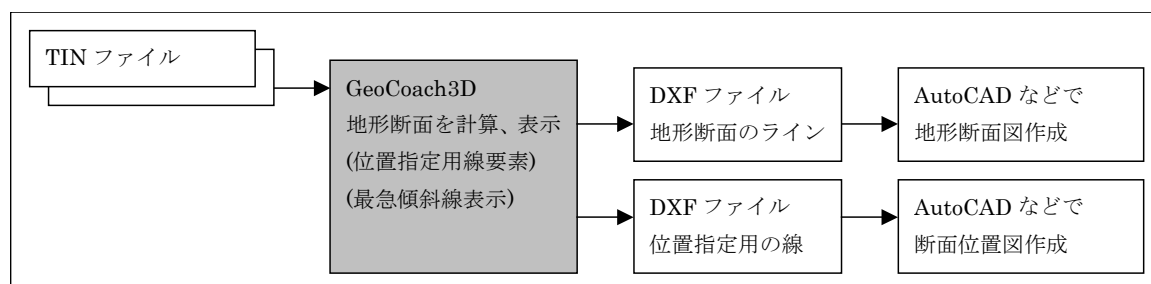 TIN ファイル
GeoCoach3D
地形断面を計算、表示
(位置指定用線要素)
(最急傾斜線表示)
DXF ファイル
地形断面のライン
AutoCAD などで
地形断面図作成
DXF ファイル
位置指定用の線
AutoCAD などで
断面位置図作成